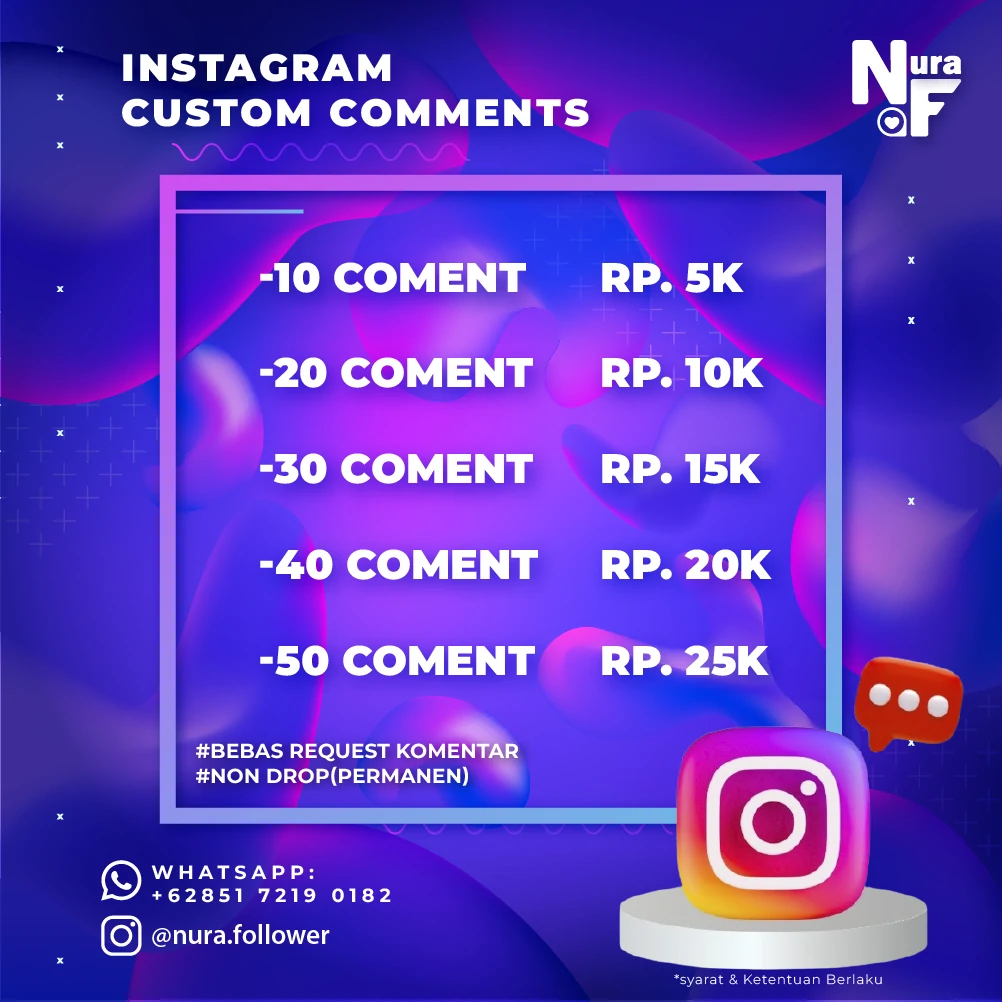 INSTAGRAM
CUSTOM COMMENTS
Nura
aF
-10 COMENT RP. 5K
-20 COMENT RP. 10K
-30 COMENT RP. 15K
-40 COMENT RP. 20K
-50 COMENT RP. 25K
#BEBAS REQUEST KOMENTAR
#NON DROP(PERMANEN)
WHATSAPP:
+62851 7219 0182
@nura.follower
*syarat & Ketentuan Berlaku